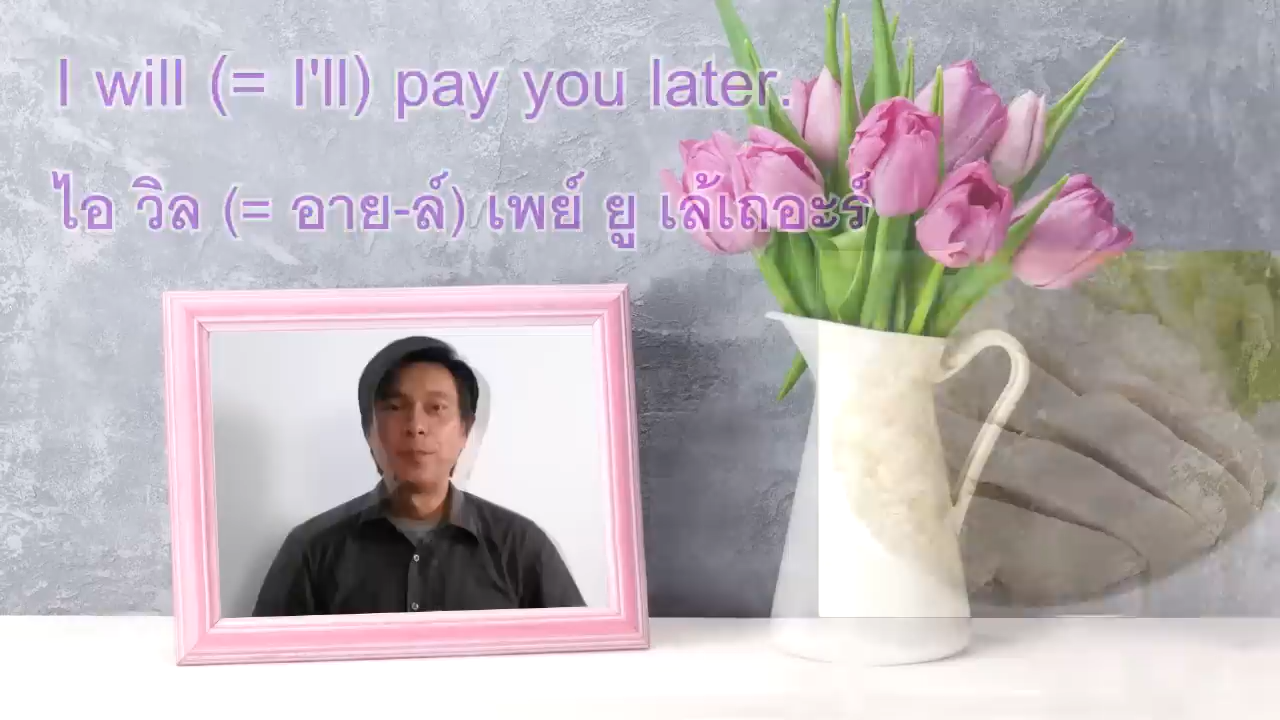 I will (= I'll) pay you later.
ไอ วิล (= อาย-ล์) เพย์ ยู เล้เถอะร์